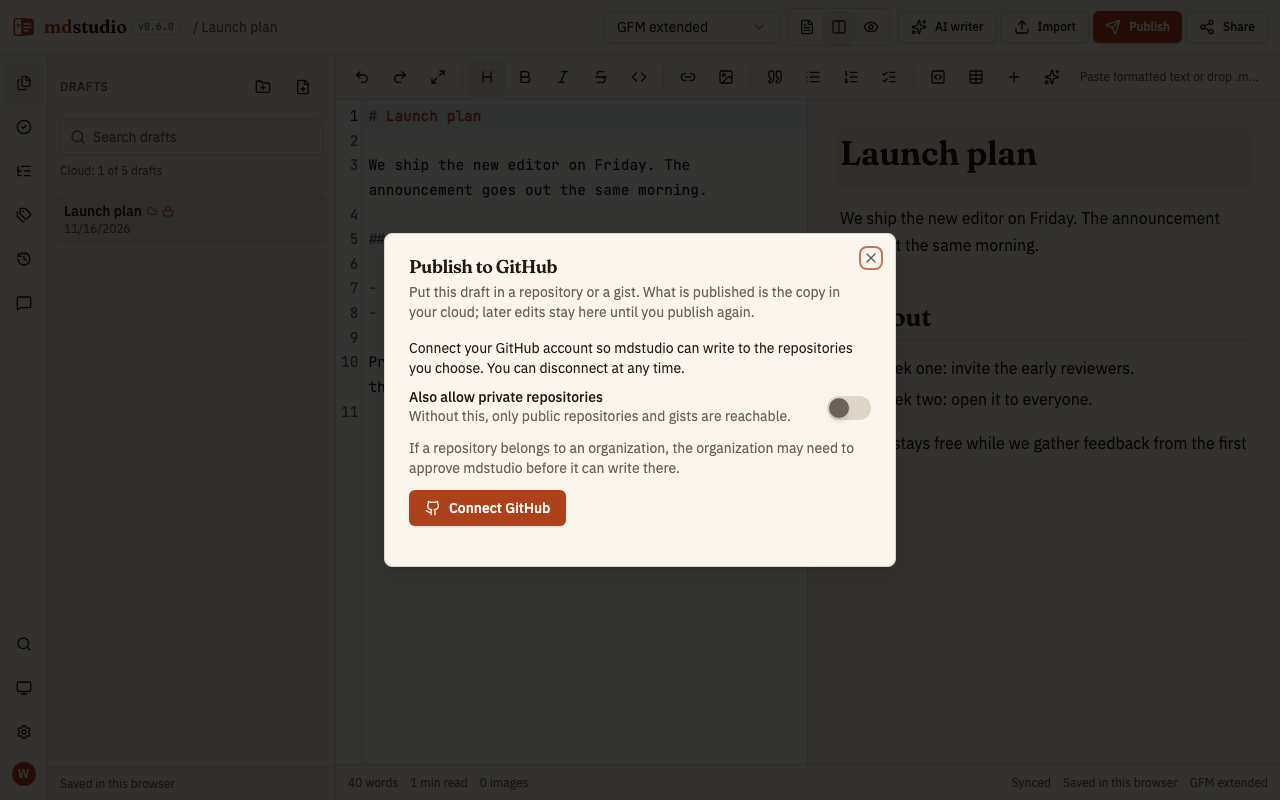 mdstudio v0.6.0 / Launch plan
GFM extended
AI writer
Import
Publish
Share
DRAFTS
Search drafts
Cloud: 1 of 5 drafts
Launch plan
11/16/2026
Saved in this browser
W
Paste formatted text or drop .m…
1 # Launch plan
2
3 We ship the new editor on Friday. The
announcement goes out the same morning.
4
5 ##
6
7 -
8 -
9
10 Pr
th
11
Launch plan
We ship the new editor on Friday. The announcement
t the same morning.
out
ek one: invite the early reviewers.
ek two: open it to everyone.
stays free while we gather feedback from the first
Publish to GitHub
Put this draft in a repository or a gist. What is published is the copy in
your cloud; later edits stay here until you publish again.
Connect your GitHub account so mdstudio can write to the repositories
you choose. You can disconnect at any time.
Also allow private repositories
Without this, only public repositories and gists are reachable.
If a repository belongs to an organization, the organization may need to
approve mdstudio before it can write there.
Connect GitHub
40 words 1 min read 0 images
Synced Saved in this browser GFM extended